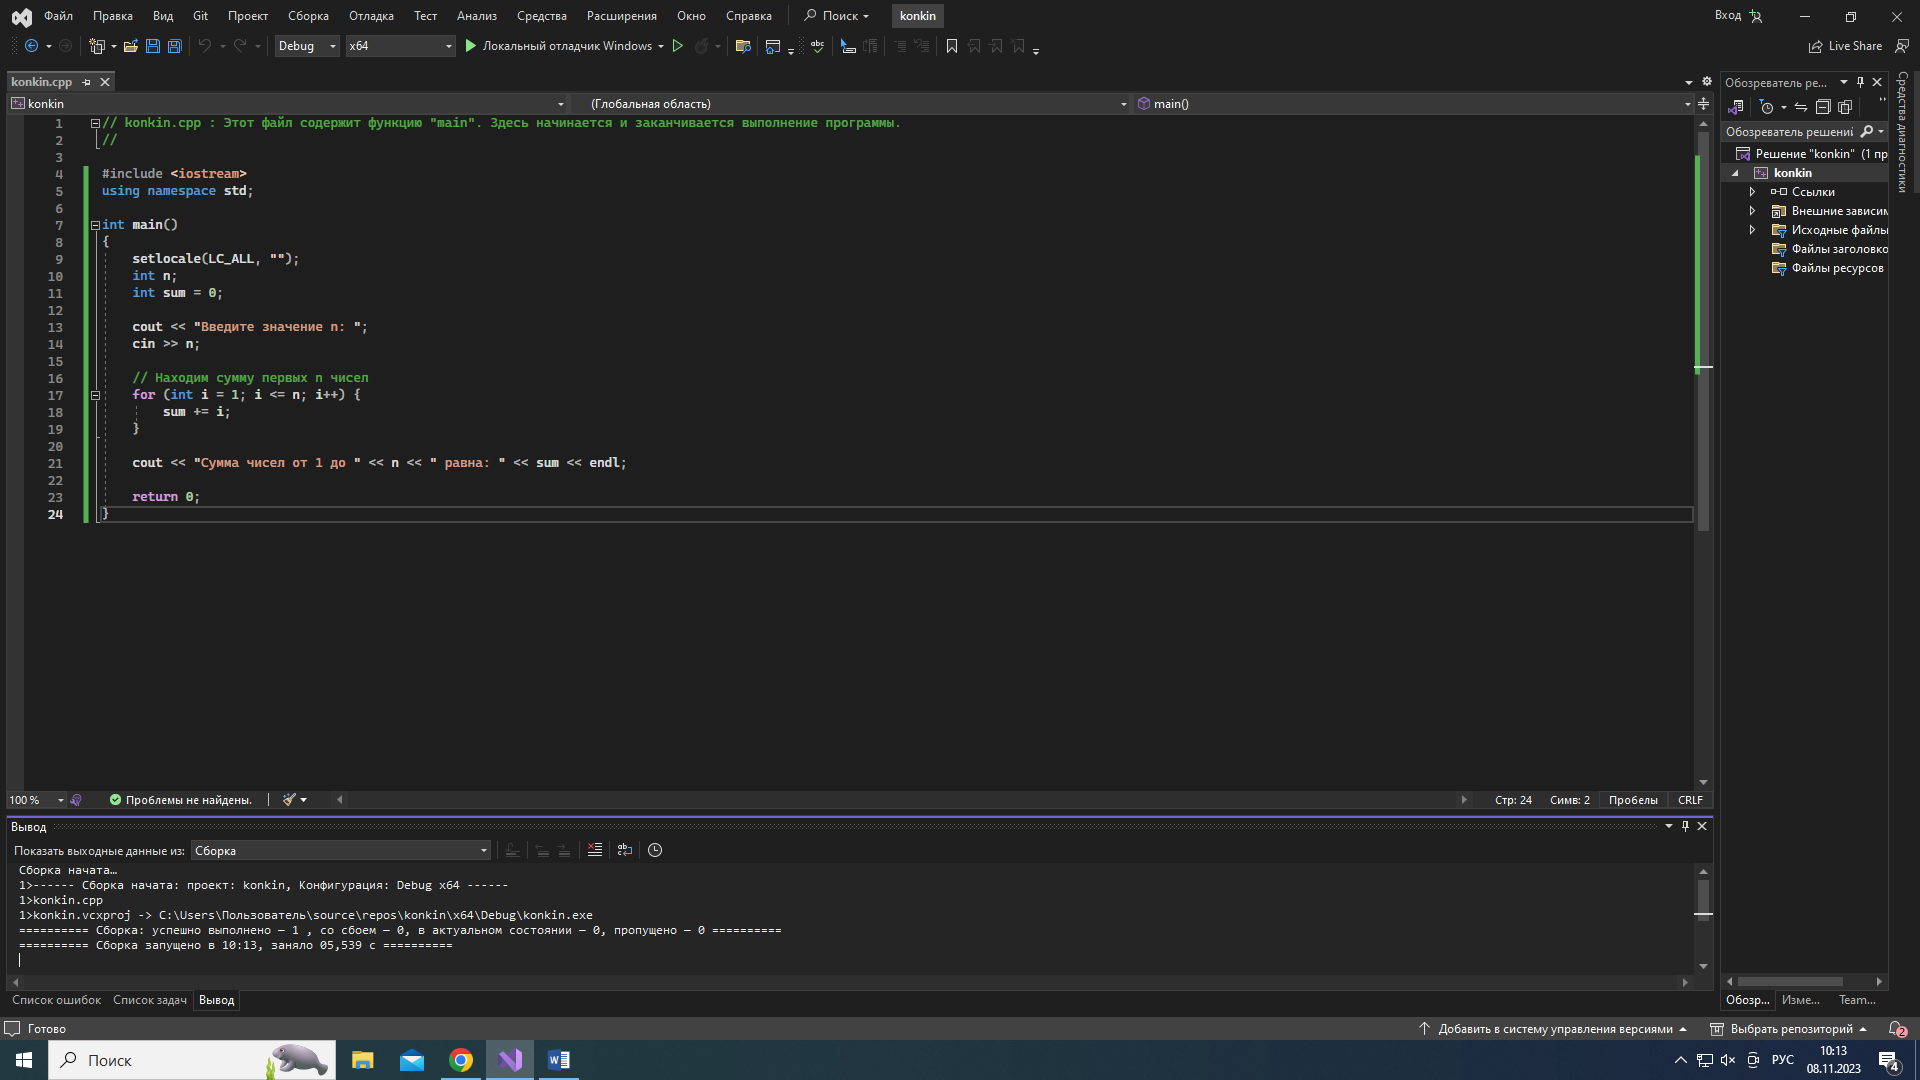 Файл Правка Вид Git Проект Сборка Отладка Тест Анализ Средства Расширения Окно Справка Поиск konkin Вход
Debug x64 Локальный отладчик Windows Live Share
konkin.cpp
konkin (Глобальная область) main()
1 // konkin.cpp : Этот файл содержит функцию "main". Здесь начинается и заканчивается выполнение программы.
2 //
3
4 #include <iostream>
5 using namespace std;
6
7 int main()
8 {
9 setlocale(LC_ALL, "");
10 int n;
11 int sum = 0;
12
13 cout << "Введите значение n: ";
14 cin >> n;
15
16 // Находим сумму первых n чисел
17 for (int i = 1; i <= n; i++) {
18 sum += i;
19 }
20
21 cout << "Сумма чисел от 1 до " << n << " равна: " << sum << endl;
22
23 return 0;
24 }
100 % Проблемы не найдены. Стр: 24 Симв: 2 Пробелы CRLF
Вывод
Показать выходные данные из: Сборка
Сборка начата…
1>------ Сборка начата: проект: konkin, Конфигурация: Debug x64 ------
1>konkin.cpp
1>konkin.vcxproj -> C:\Users\Пользователь\source\repos\konkin\x64\Debug\konkin.exe
========== Сборка: успешно выполнено — 1 , со сбоем — 0, в актуальном состоянии — 0, пропущено — 0 ==========
========== Сборка запущено в 10:13, заняло 05,539 с ==========
Список ошибок Список задач Вывод
Обозреватель ре...
Обозреватель решений
Решение "konkin" (1 пр
konkin
Ссылки
Внешние зависим
Исходные файлы
Файлы заголовко
Файлы ресурсов
Обозр... Изме... Team...
Средства диагностики
Готово Добавить в систему управления версиями Выбрать репозиторий 2
Поиск РУС 10:13
08.11.2023 4